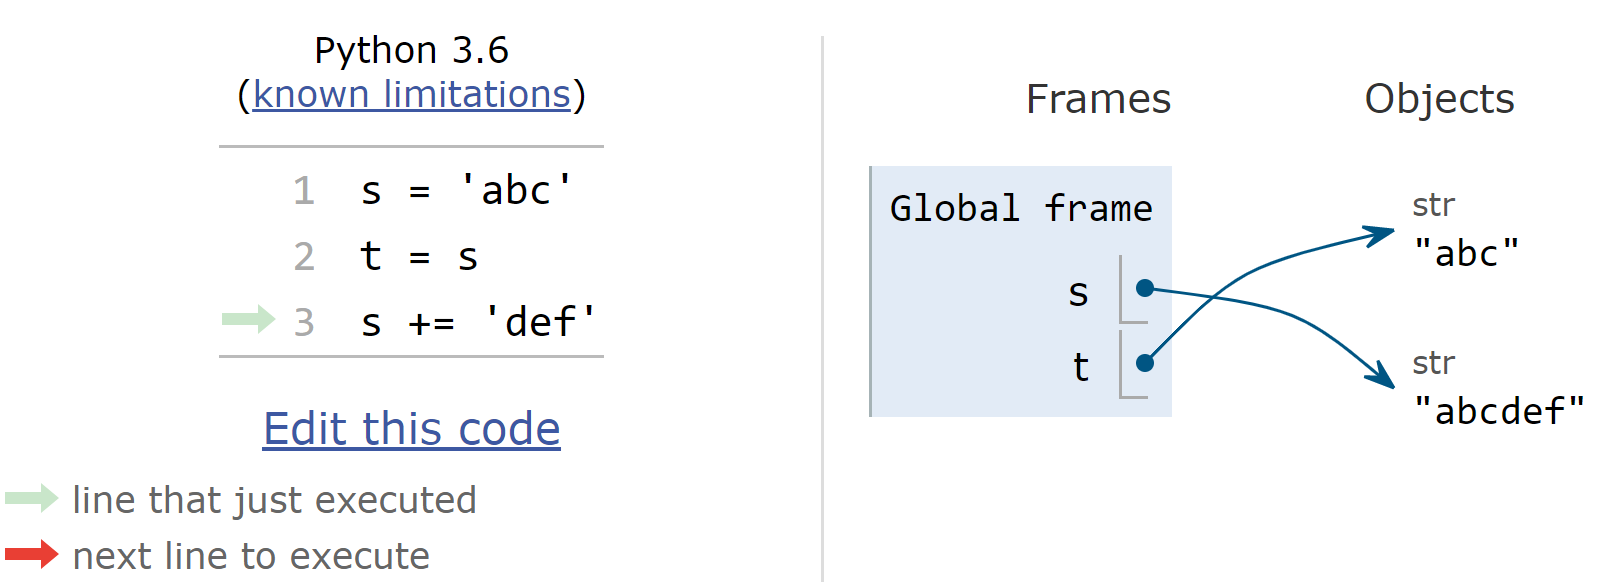 Python 3.6
(known limitations)
1 s = 'abc'
2 t = s
3 s += 'def'
Edit this code
line that just executed
next line to execute
Frames
Objects
Global frame
s
t
str
"abc"
str
"abcdef"